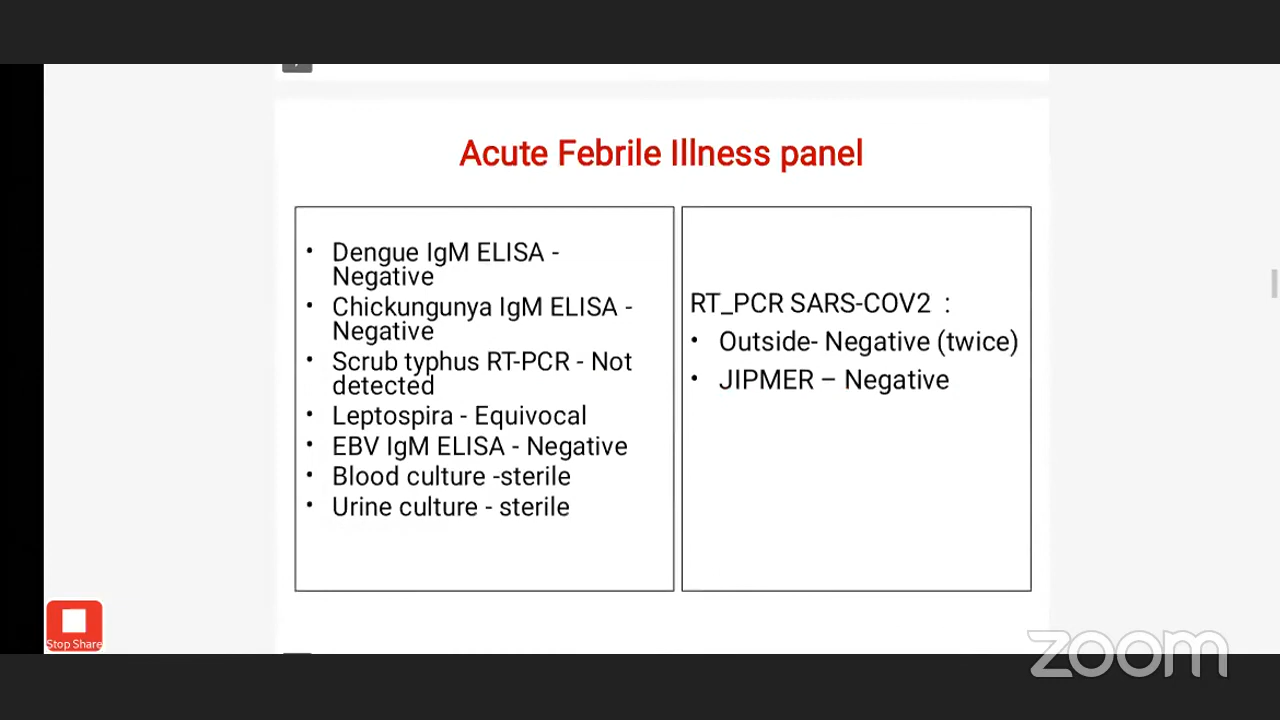 Acute Febrile Illness panel
• Dengue IgM ELISA -
Negative
• Chickungunya IgM ELISA -
Negative
• Scrub typhus RT-PCR - Not
detected
• Leptospira - Equivocal
• EBV IgM ELISA - Negative
• Blood culture -sterile
• Urine culture - sterile
RT_PCR SARS-COV2 :
• Outside- Negative (twice)
• JIPMER – Negative
Stop Share
zoom